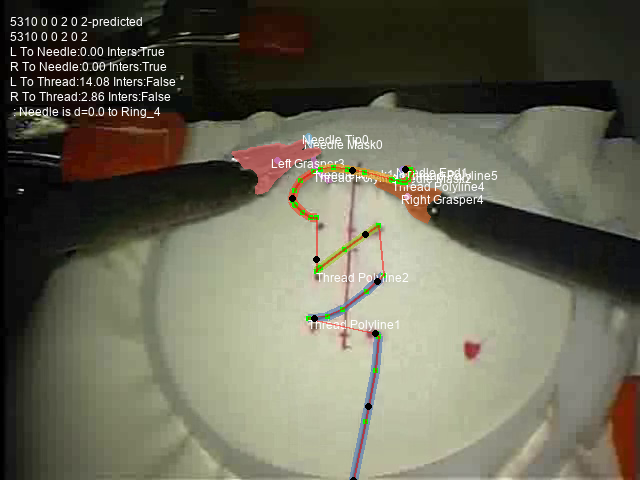 5310 0 0 2 0 2-predicted
5310 0 0 2 0 2
L To Needle:0.00 Inters:True
R To Needle:0.00 Inters:True
L To Thread:14.08 Inters:False
R To Thread:2.86 Inters:False
: Needle is d=0.0 to Ring_4
Needle Tip0
Needle Mask0
Left Grasper3
Thread Polyline4
Right Grasper4
Thread Polyline2
Thread Polyline1